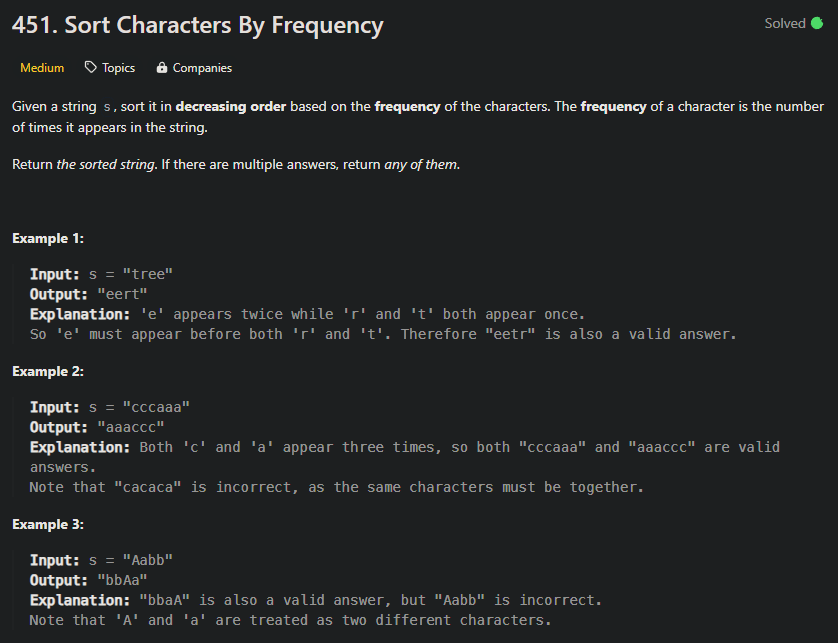 451. Sort Characters By Frequency
Solved
Medium Topics Companies
Given a string s, sort it in decreasing order based on the frequency of the characters. The frequency of a character is the number
of times it appears in the string.
Return the sorted string. If there are multiple answers, return any of them.
Example 1:
Input: s = "tree"
Output: "eert"
Explanation: 'e' appears twice while 'r' and 't' both appear once.
So 'e' must appear before both 'r' and 't'. Therefore "eetr" is also a valid answer.
Example 2:
Input: s = "cccaaa"
Output: "aaaccc"
Explanation: Both 'c' and 'a' appear three times, so both "cccaaa" and "aaaccc" are valid
answers.
Note that "cacaca" is incorrect, as the same characters must be together.
Example 3:
Input: s = "Aabb"
Output: "bbAa"
Explanation: "bbaA" is also a valid answer, but "Aabb" is incorrect.
Note that 'A' and 'a' are treated as two different characters.